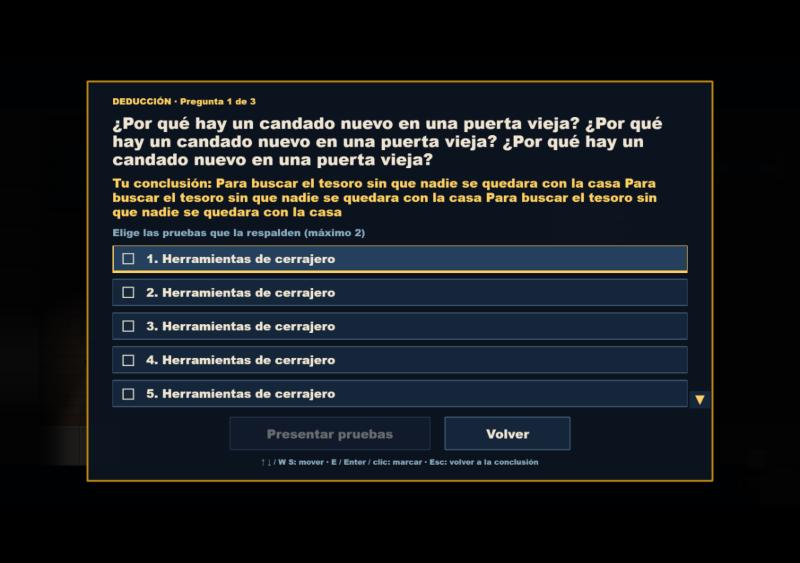 DEDUCCIÓN · Pregunta 1 de 3
¿Por qué hay un candado nuevo en una puerta vieja? ¿Por qué
hay un candado nuevo en una puerta vieja? ¿Por qué hay un
candado nuevo en una puerta vieja?
Tu conclusión: Para buscar el tesoro sin que nadie se quedara con la casa Para
buscar el tesoro sin que nadie se quedara con la casa Para buscar el tesoro sin
que nadie se quedara con la casa
Elige las pruebas que la respalden (máximo 2)
1. Herramientas de cerrajero
2. Herramientas de cerrajero
3. Herramientas de cerrajero
4. Herramientas de cerrajero
5. Herramientas de cerrajero
Presentar pruebas
Volver
↑ ↓ / W S: mover · E / Enter / clic: marcar · Esc: volver a la conclusión